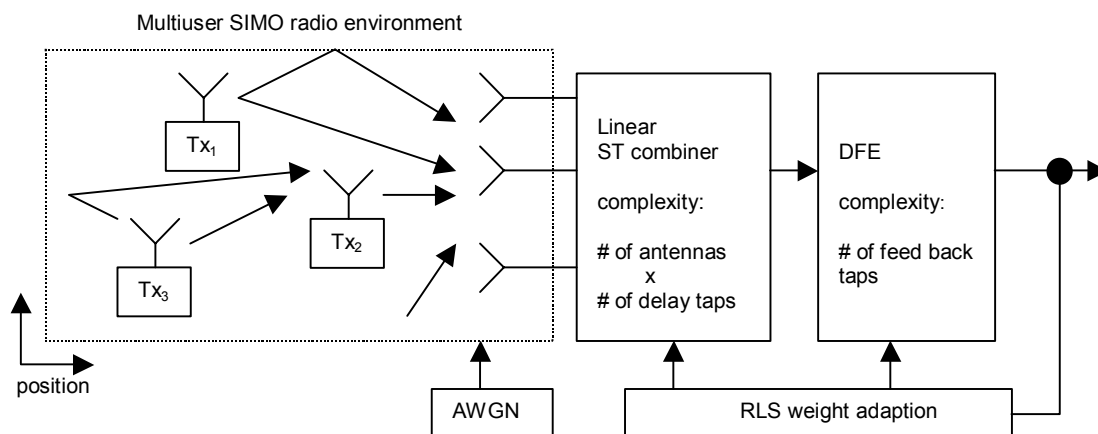 Multiuser SIMO radio environment
Tx1
Tx2
Tx3
position
AWGN
Linear
ST combiner
complexity:
# of antennas
x
# of delay taps
DFE
complexity:
# of feed back
taps
RLS weight adaption